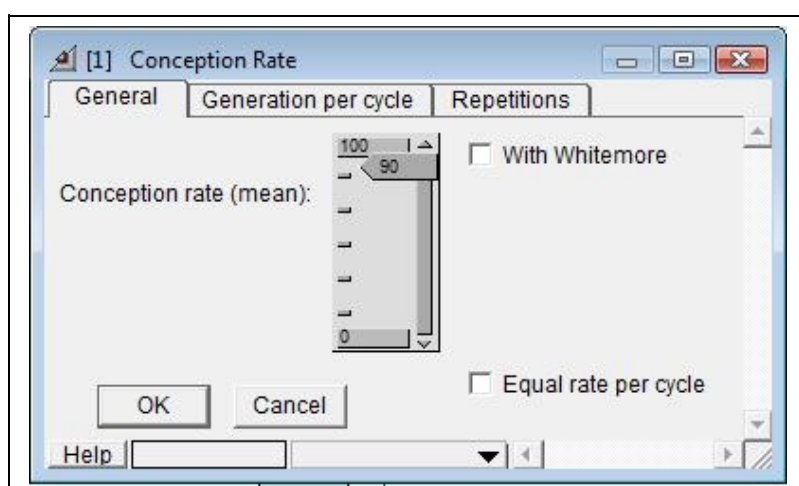 [1] Conception Rate
General Generation per cycle Repetitions
100
90
With Whitemore
Conception rate (mean):
0
Equal rate per cycle
OK Cancel
Help